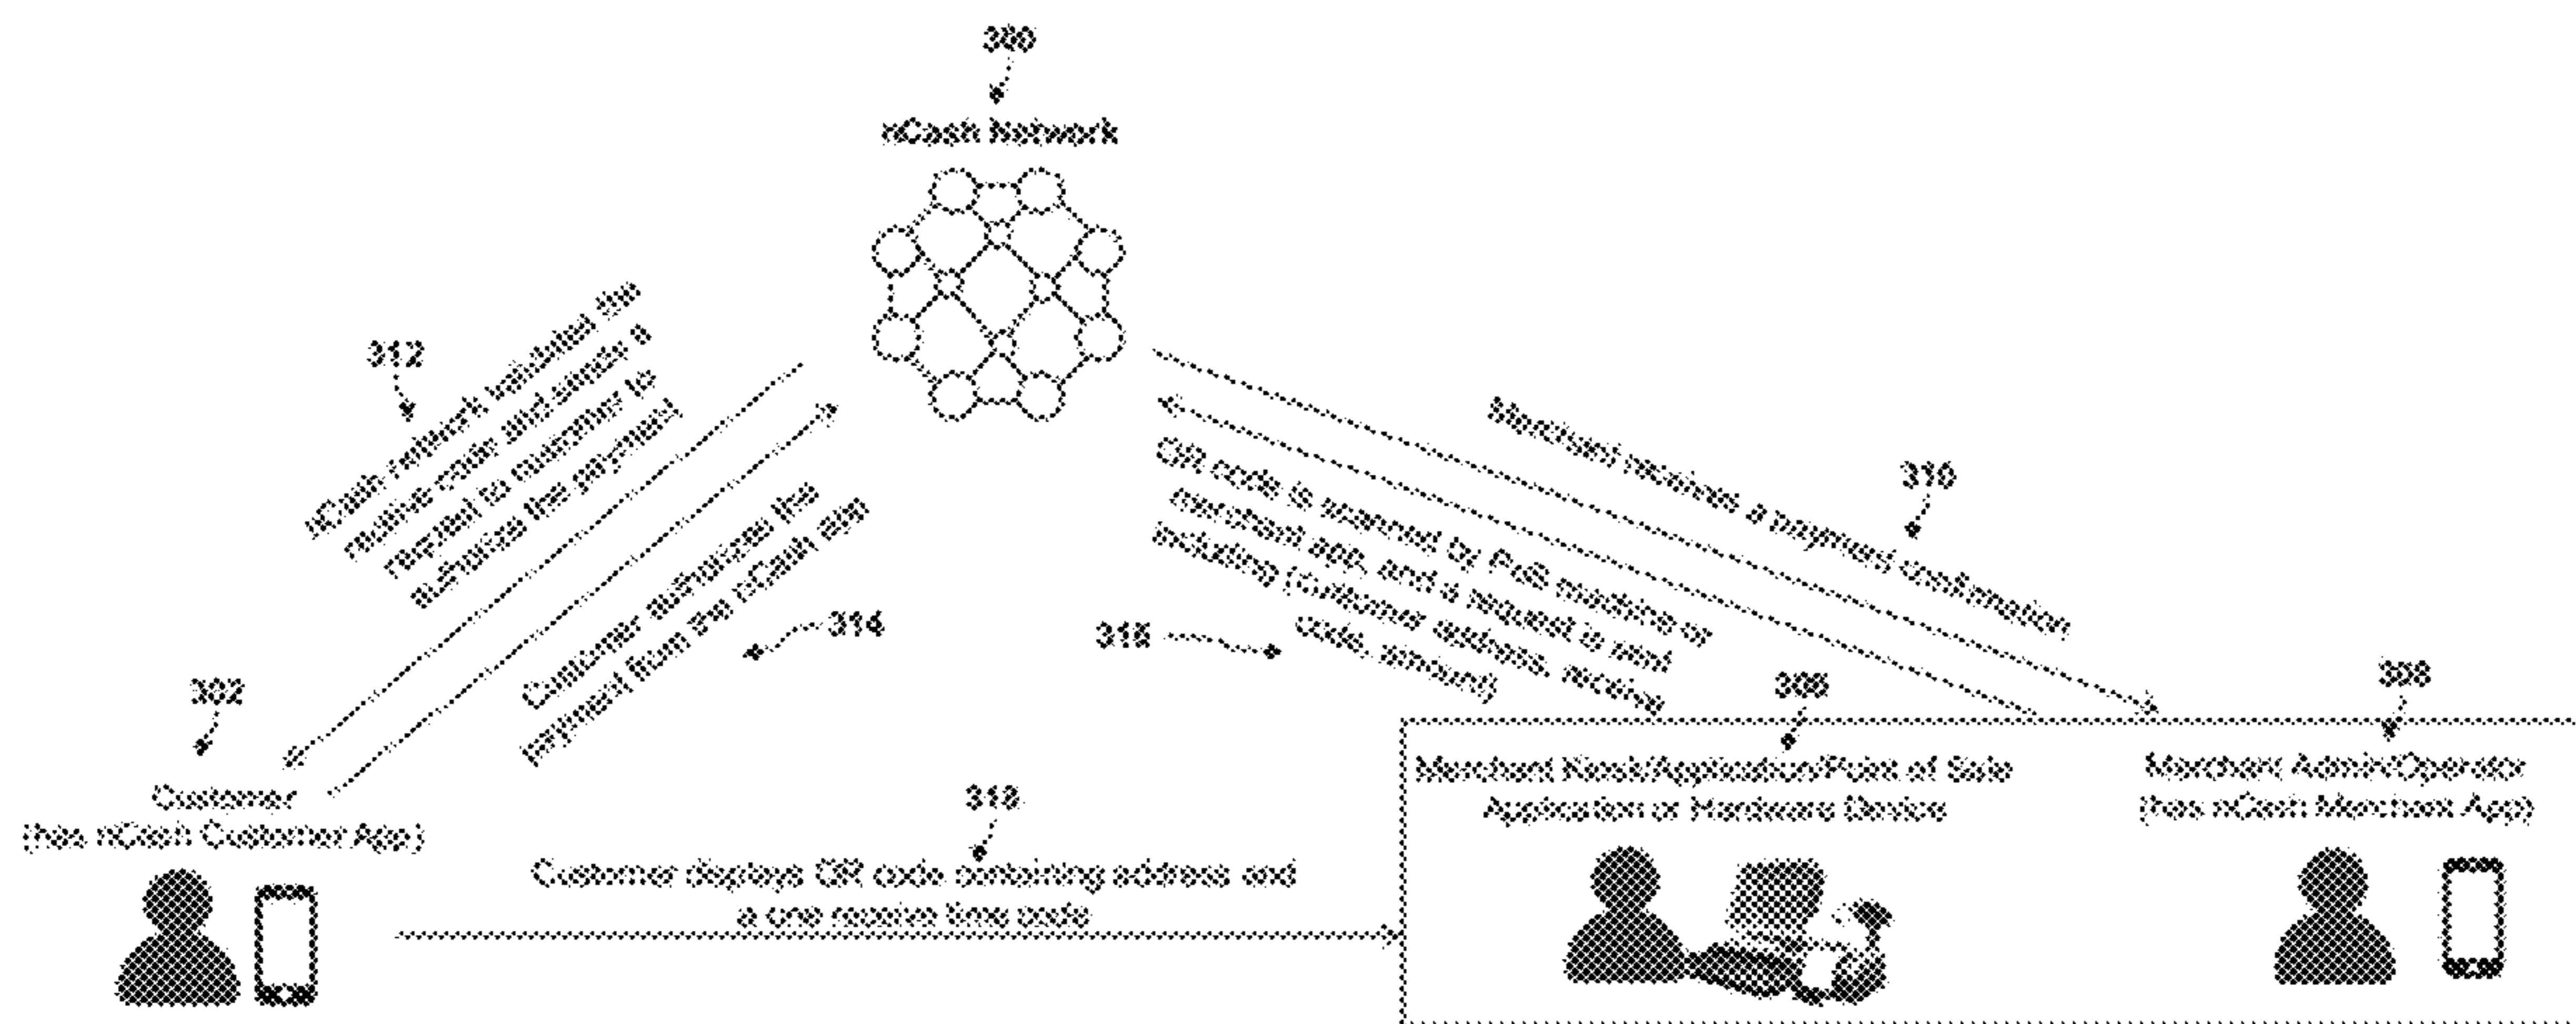 300
nCash Network
312
nCash network validates the
routine code and sends a
request to customer to
authorize the payment
Customer authorizes the
payment from the nCash app
314
Merchant receives a payment confirmation
310
QR code is scanned by PoS machine or
merchant app, and a request is sent
including (customer address, receive
code, amount)
316
302
Customer
(has nCash Customer App)
318
Customer displays QR code containing address and
a one receive time code
306
Merchant Kiosk/Application/Point of Sale
Application or Hardware Device
308
Merchant Admin/Operator
(has nCash Merchant App)